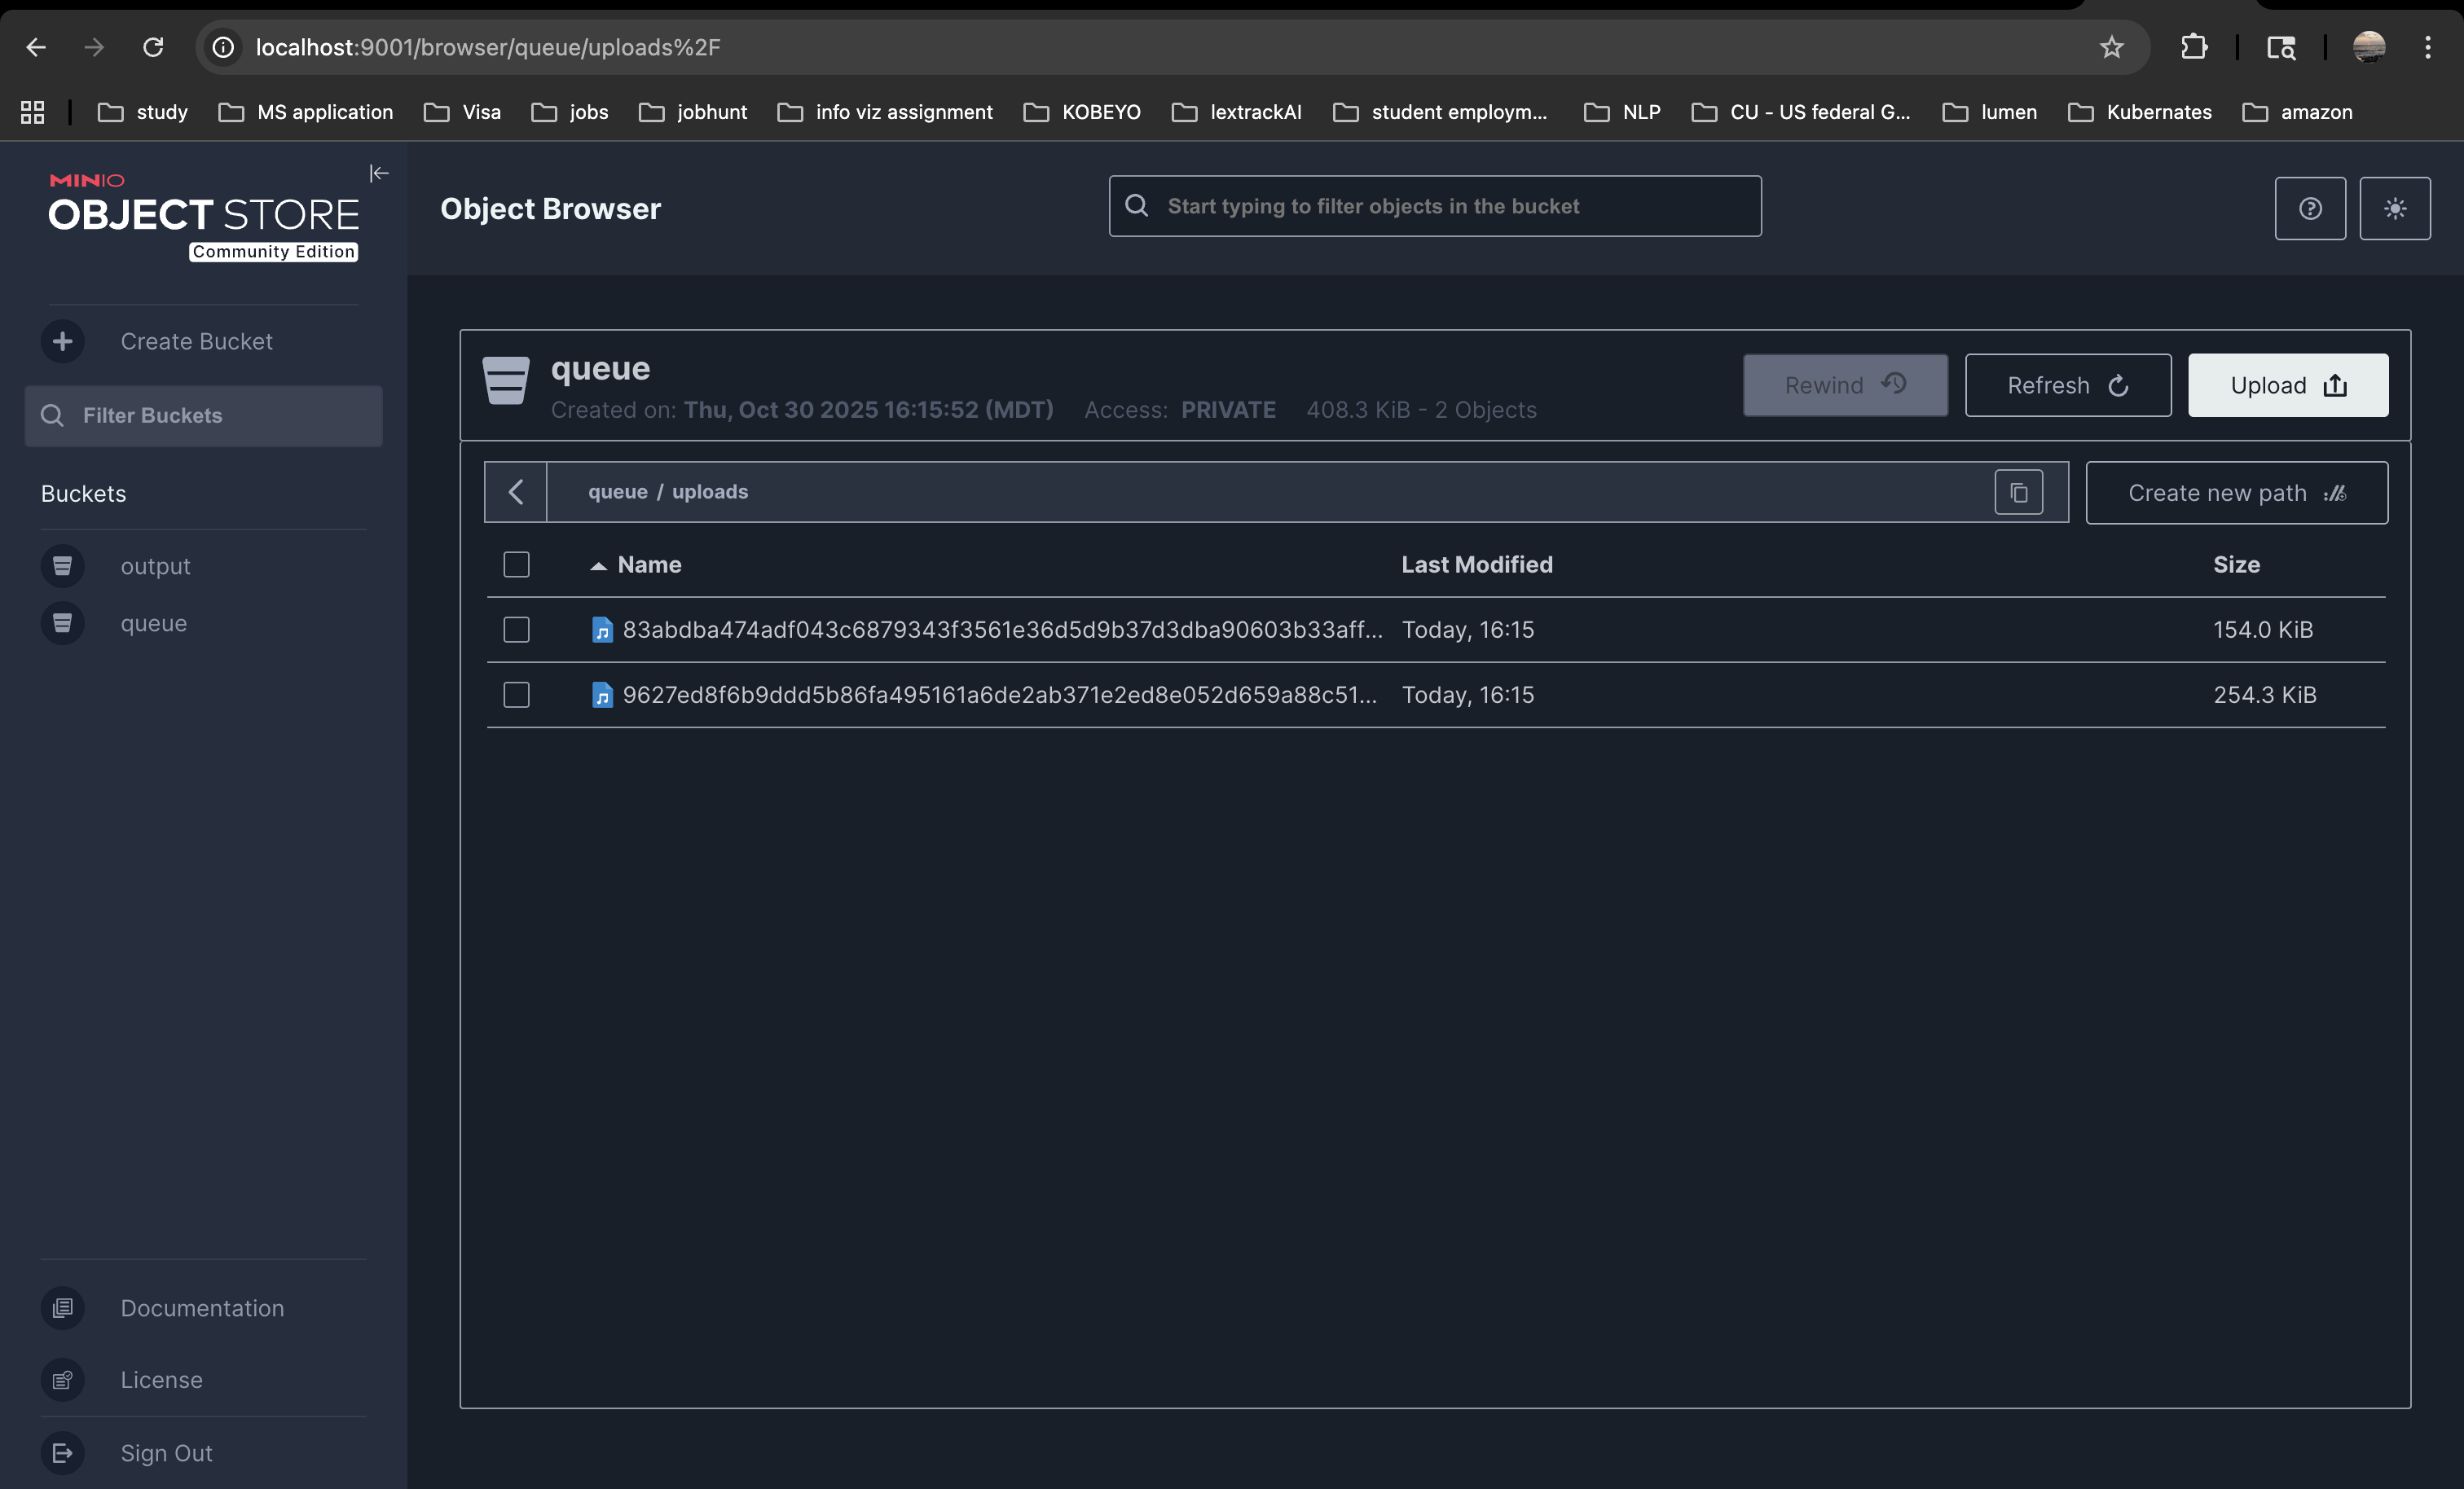 localhost:9001/browser/queue/uploads%2F
study MS application Visa jobs jobhunt info viz assignment KOBEYO lextrackAI student employm... NLP CU - US federal G... lumen Kubernates amazon
MINIO
OBJECT STORE
Community Edition
Create Bucket
Filter Buckets
Buckets
output
queue
Documentation
License
Sign Out
Object Browser
Start typing to filter objects in the bucket
queue
Created on: Thu, Oct 30 2025 16:15:52 (MDT) Access: PRIVATE 408.3 KiB - 2 Objects
Rewind Refresh Upload
queue / uploads
Create new path
Name Last Modified Size
83abdba474adf043c6879343f3561e36d5d9b37d3dba90603b33aff... Today, 16:15 154.0 KiB
9627ed8f6b9ddd5b86fa495161a6de2ab371e2ed8e052d659a88c51... Today, 16:15 254.3 KiB